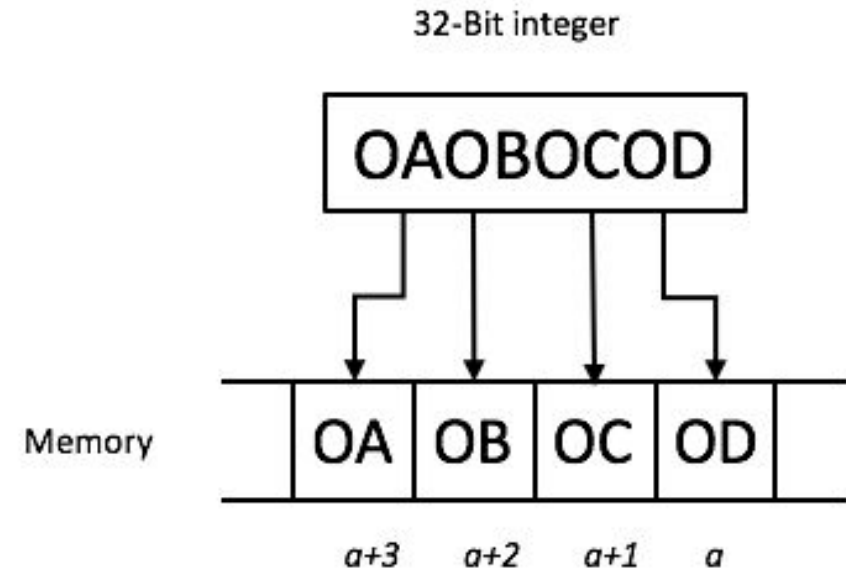 32-Bit integer
OAOBOCOD
Memory OA OB OC OD
a+3 a+2 a+1 a